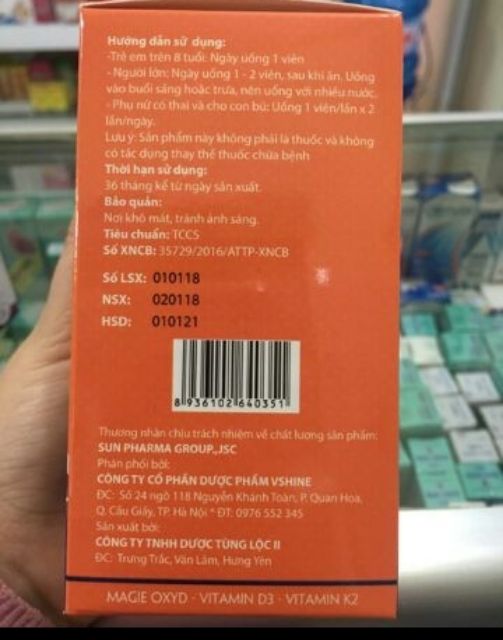 Hướng dẫn sử dụng:
-Trẻ em trên 8 tuổi: Ngày uống 1 viên
- Người lớn: Ngày uống 1 - 2 viên, sau khi ăn. Uống
vào buổi sáng hoặc trưa, nên uống với nhiều nước.
- Phụ nữ có thai và cho con bú: Uống 1 viên/lần x 2
lần/ngày.
Lưu ý: Sản phẩm này không phải là thuốc và không
có tác dụng thay thế thuốc chữa bệnh
Thời hạn sử dụng:
36 tháng kể từ ngày sản xuất.
Bảo quản:
Nơi khô mát, tránh ánh sáng.
Tiêu chuẩn: TCCS
Số XNCB: 35729/2016/ATTP-XNCB
Số LSX: 010118
NSX: 020118
HSD: 010121
8 936102 640351
Thương nhân chịu trách nhiệm về chất lượng sản phẩm:
SUN PHARMA GROUP.,JSC
Phân phối bởi:
CÔNG TY CỔ PHẦN DƯỢC PHẨM VSHINE
ĐC: Số 24 ngõ 118 Nguyễn Khánh Toàn, P. Quan Hoa,
Q. Cầu Giấy, TP. Hà Nội * ĐT: 0976 552 345
Sản xuất bởi:
CÔNG TY TNHH DƯỢC TÙNG LỘC II
ĐC: Trưng Trắc, Văn Lâm, Hưng Yên
MAGIE OXYD - VITAMIN D3 - VITAMIN K2